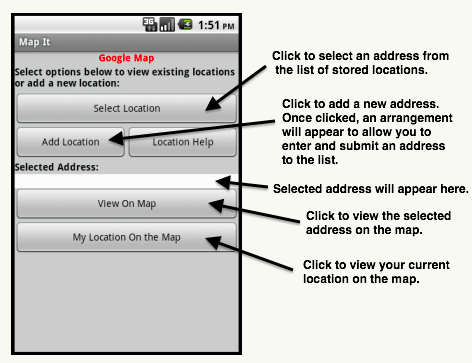 3G 1:51 PM
Map It
Google Map
Select options below to view existing locations
or add a new location:
Select Location
Add Location
Location Help
Selected Address:
View On Map
My Location On the Map
Click to select an address from
the list of stored locations.
Click to add a new address.
Once clicked, an arrangement
will appear to allow you to
enter and submit an address
to the list.
Selected address will appear here.
Click to view the selected
address on the map.
Click to view your current
location on the map.